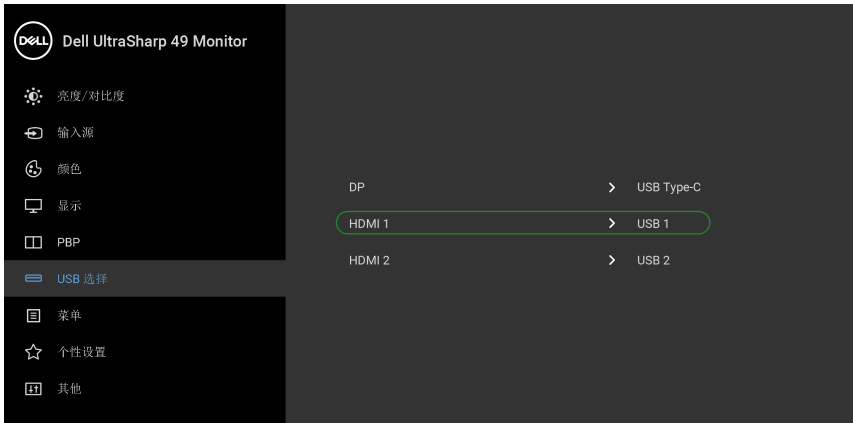 DELL
Dell UltraSharp 49 Monitor
亮度/对比度
输入源
颜色
显示
PBP
USB 选择
菜单
个性设置
其他
DP USB Type-C
HDMI 1 USB 1
HDMI 2 USB 2